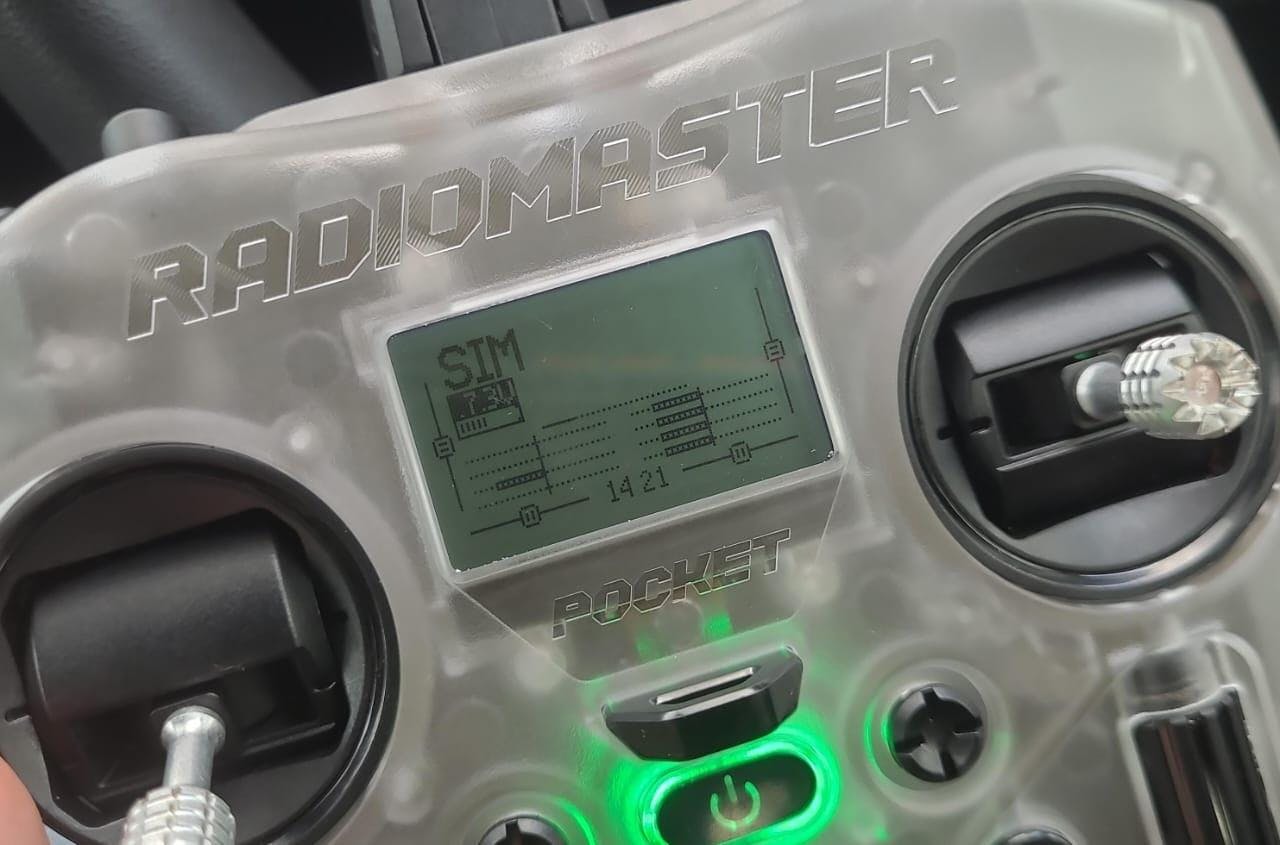 RADIOMASTER
SIM
7.3V
14 21
POCKET